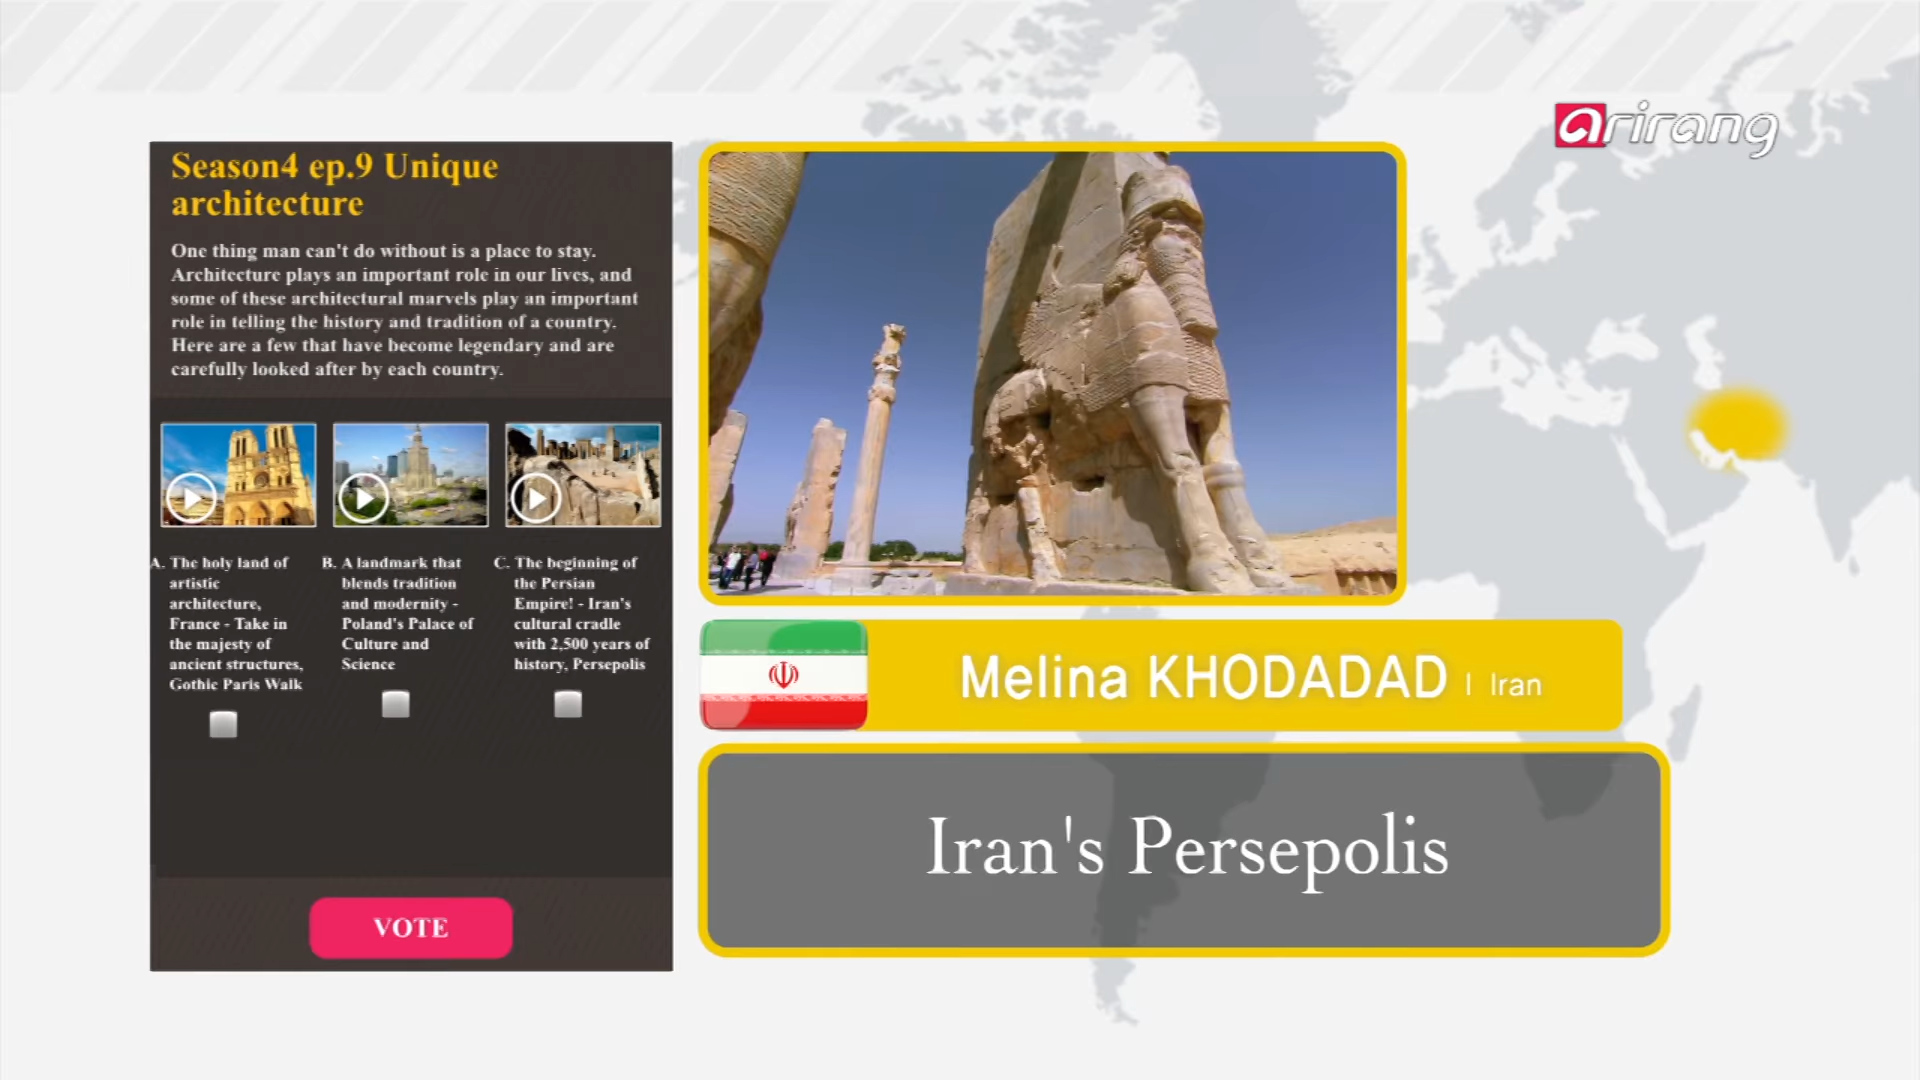 arirang
Season4 ep.9 Unique
architecture
One thing man can't do without is a place to stay.
Architecture plays an important role in our lives, and
some of these architectural marvels play an important
role in telling the history and tradition of a country.
Here are a few that have become legendary and are
carefully looked after by each country.
A. The holy land of
artistic
architecture,
France - Take in
the majesty of
ancient structures,
Gothic Paris Walk
B. A landmark that
blends tradition
and modernity -
Poland's Palace of
Culture and
Science
C. The beginning of
the Persian
Empire! - Iran's
cultural cradle
with 2,500 years of
history, Persepolis
VOTE
Melina KHODADAD | Iran
Iran's Persepolis